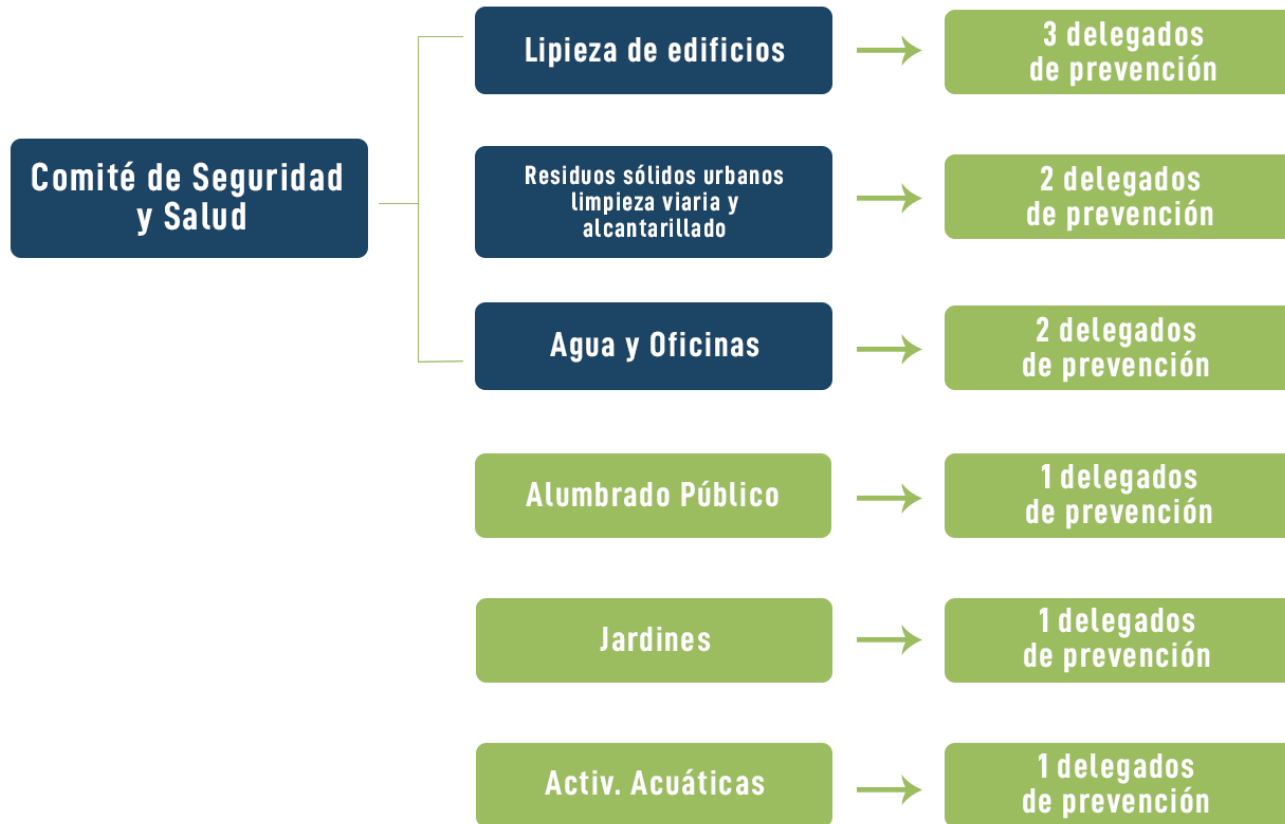 Comité de Seguridad
y Salud
Lipieza de edificios
3 delegados
de prevención
Residuos sólidos urbanos
limpieza viaria y
alcantarillado
2 delegados
de prevención
Agua y Oficinas
2 delegados
de prevención
Alumbrado Público
1 delegados
de prevención
Jardines
1 delegados
de prevención
Activ. Acuáticas
1 delegados
de prevención